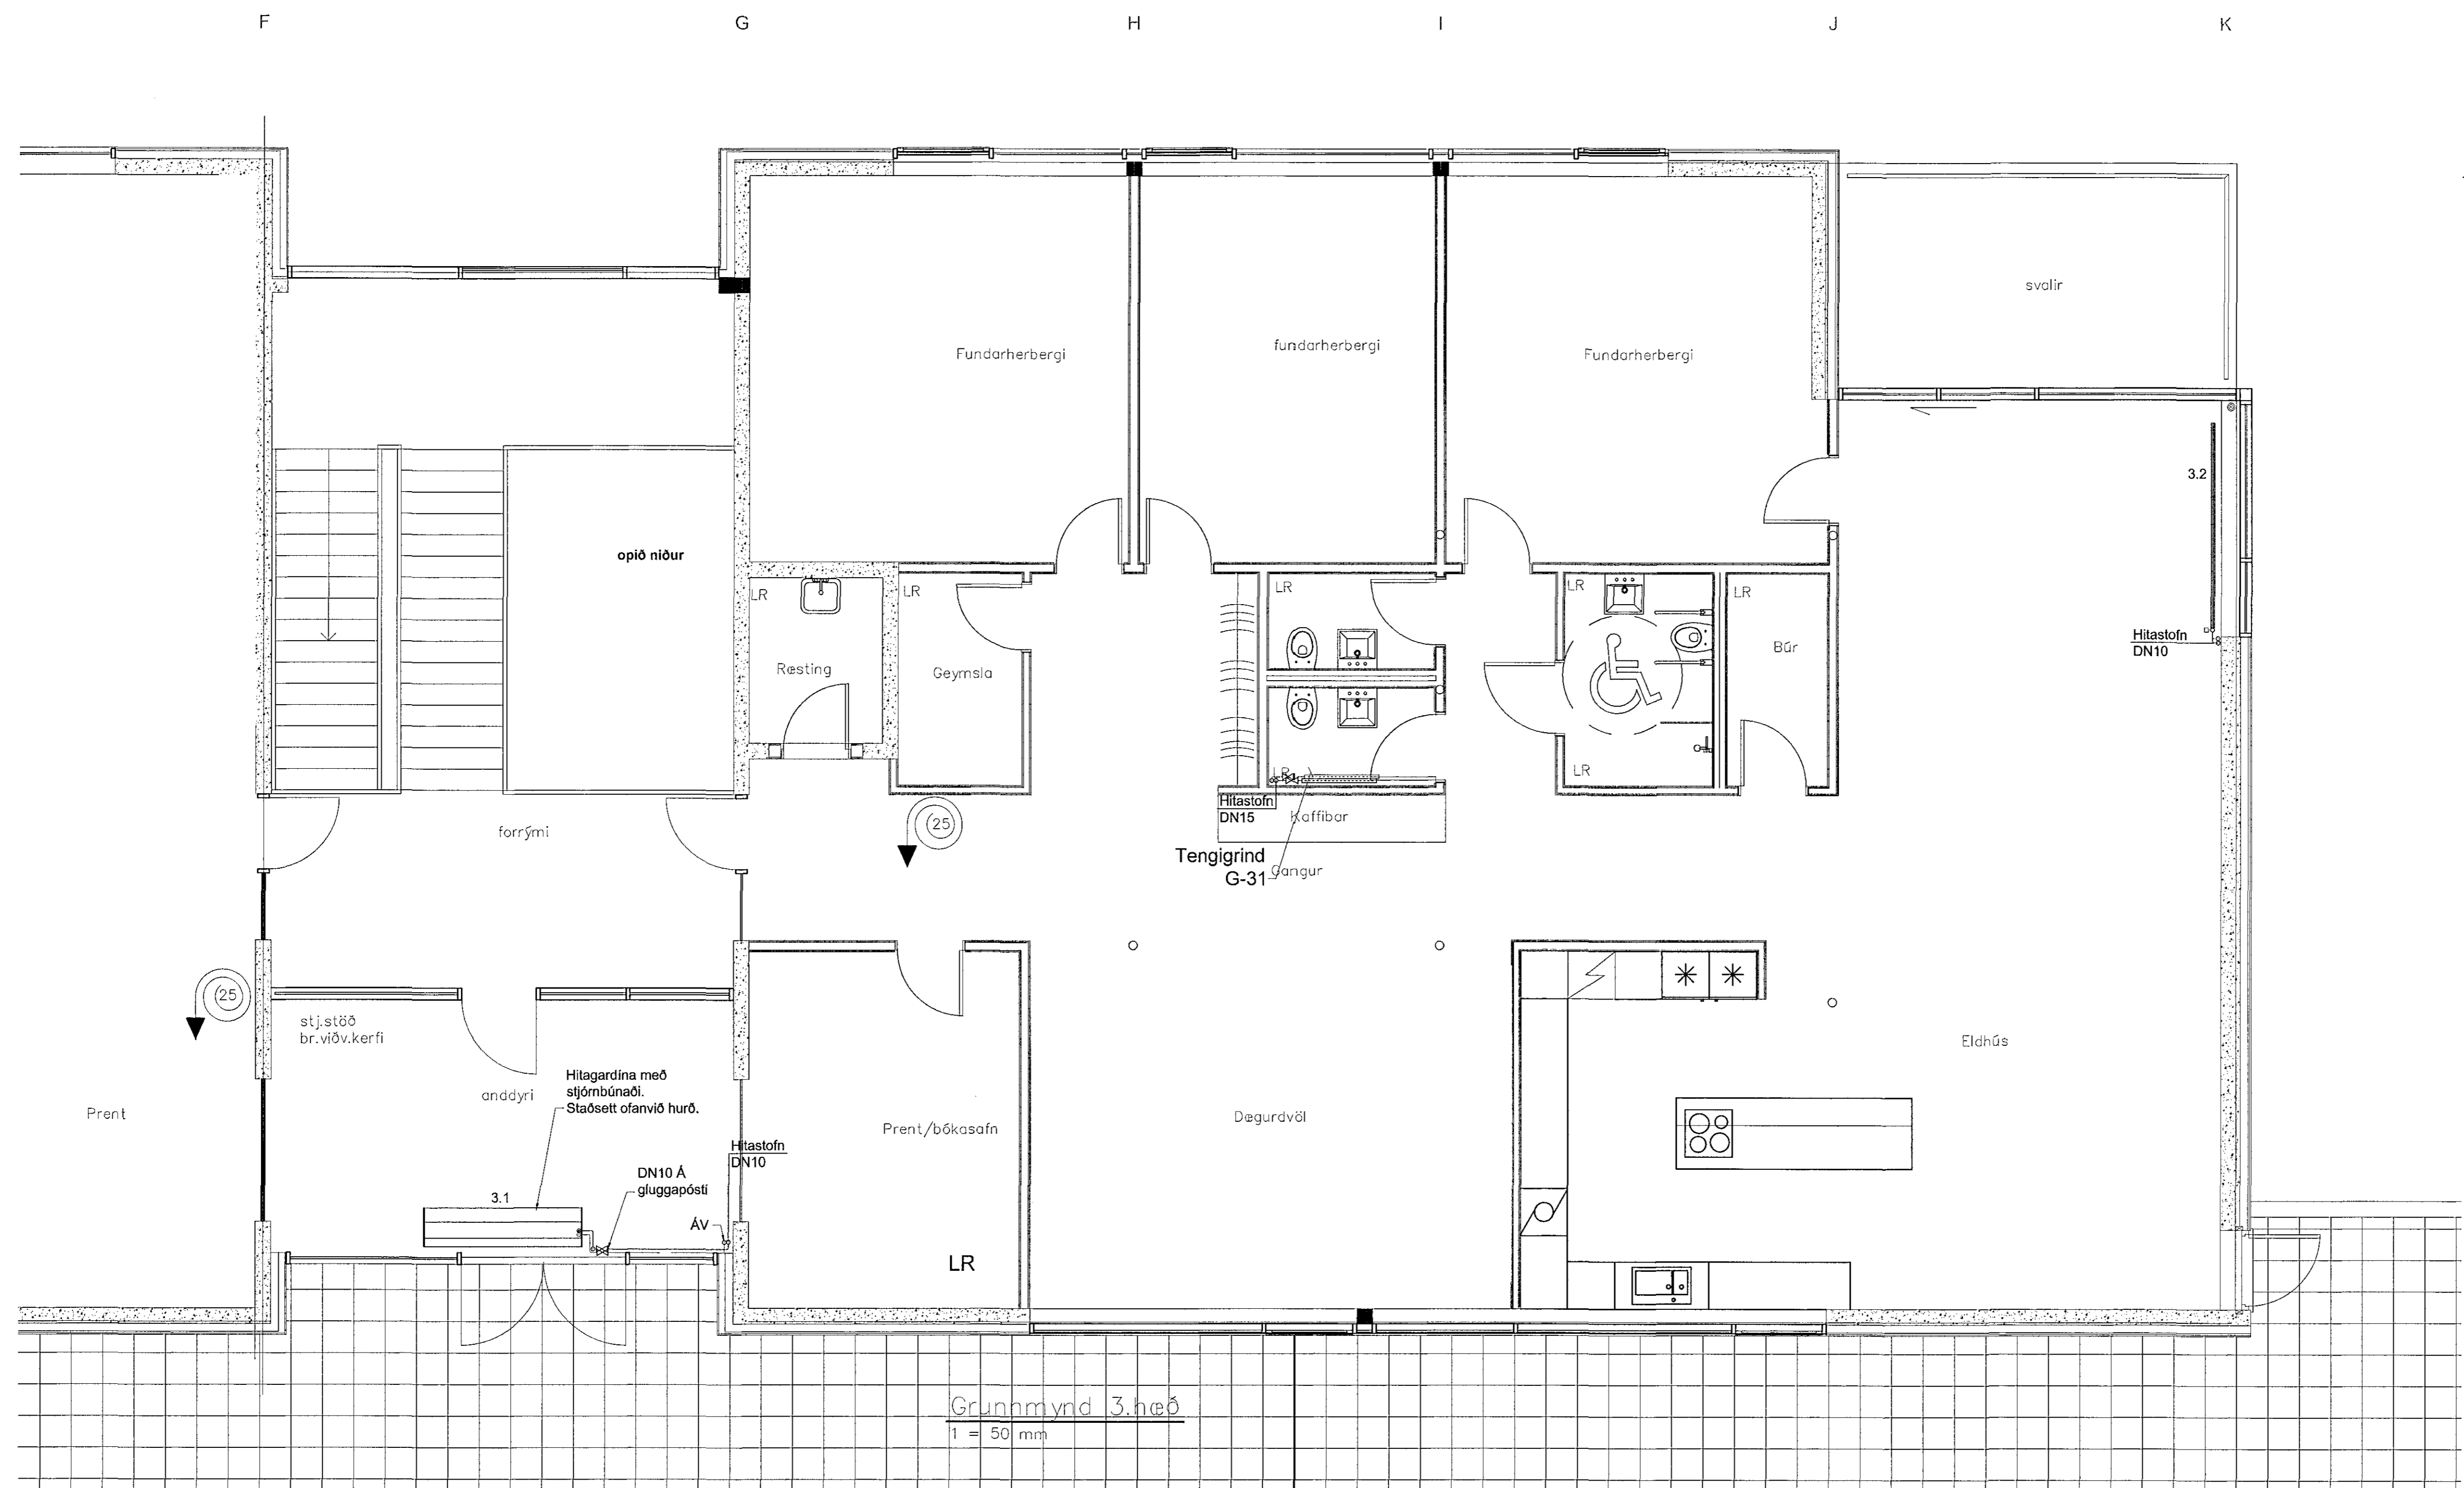 F
G
H
I
J
K
svalir
Fundarherbergi
fundarherbergi
Fundarherbergi
3.2
opið niður
LR
LR
LR
LR
LR
Ræsting
Geymsla
Búr
Hitastofn
DN10
LR
LR
Hitastofn
DN15
Kaffibar
forrými
25
Tengigrind
G-31
Gangur
25
stj.stöð
br.viðv.kerfi
Eldhús
Hitagardína með
stjórnbúnaði.
Staðsett ofanvið hurð.
anddyri
Prent
Prent/bókasafn
Dægurdvöl
Hitastofn
DN10
DN10 Á
gluggapósti
3.1
ÁV
LR
Grunnmynd 3.hæð
1 = 50 mm